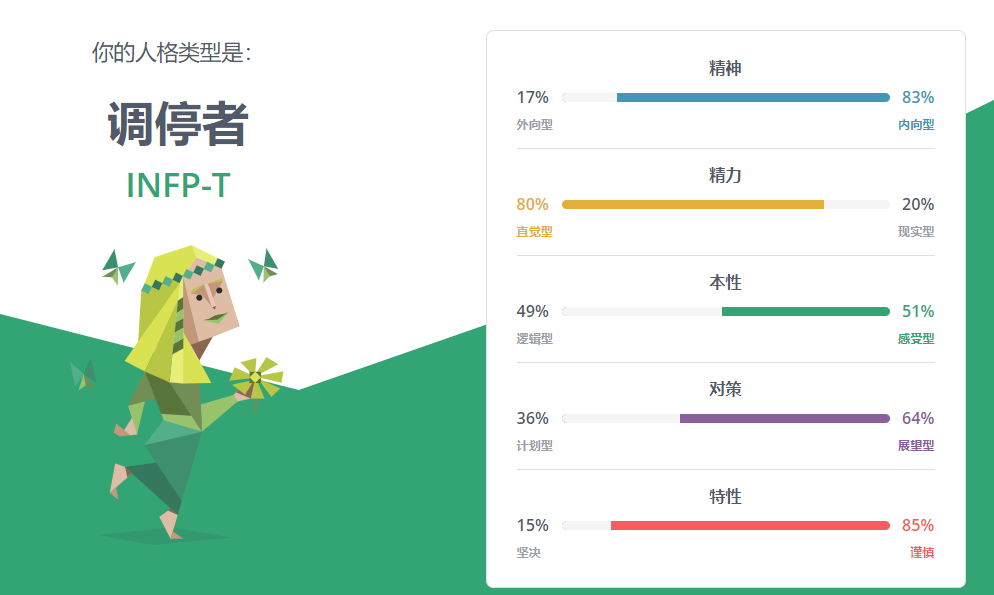 你的人格类型是：
调停者
INFP-T
精神
17% 83%
外向型 内向型
精力
80% 20%
直觉型 现实型
本性
49% 51%
逻辑型 感受型
对策
36% 64%
计划型 展望型
特性
15% 85%
坚决 谨慎